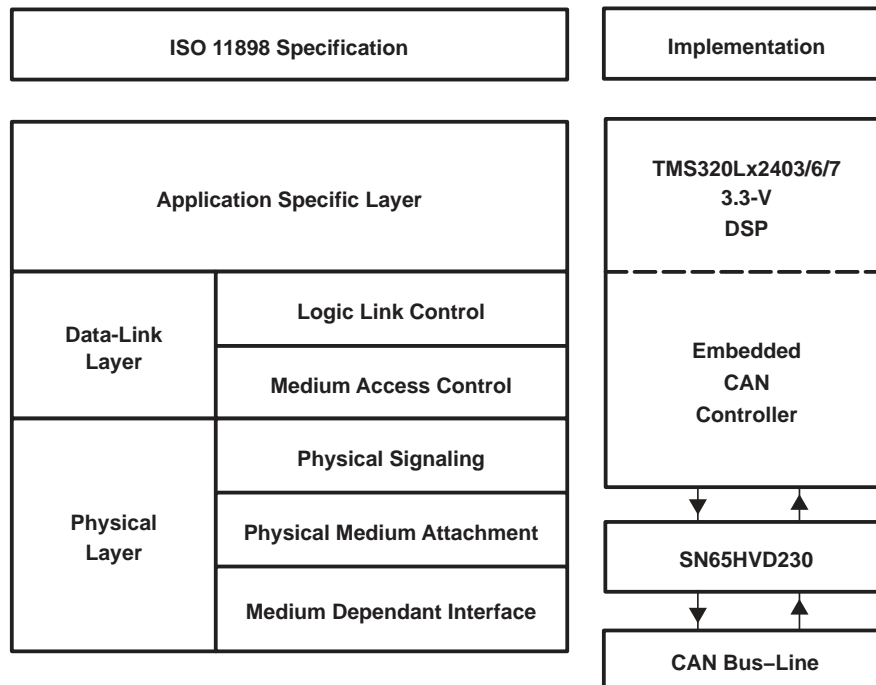 ISO 11898 Specification
Implementation
Application Specific Layer
Data-Link
Layer
Logic Link Control
Medium Access Control
Physical
Layer
Physical Signaling
Physical Medium Attachment
Medium Dependant Interface
TMS320Lx2403/6/7
3.3-V
DSP
Embedded
CAN
Controller
SN65HVD230
CAN Bus–Line